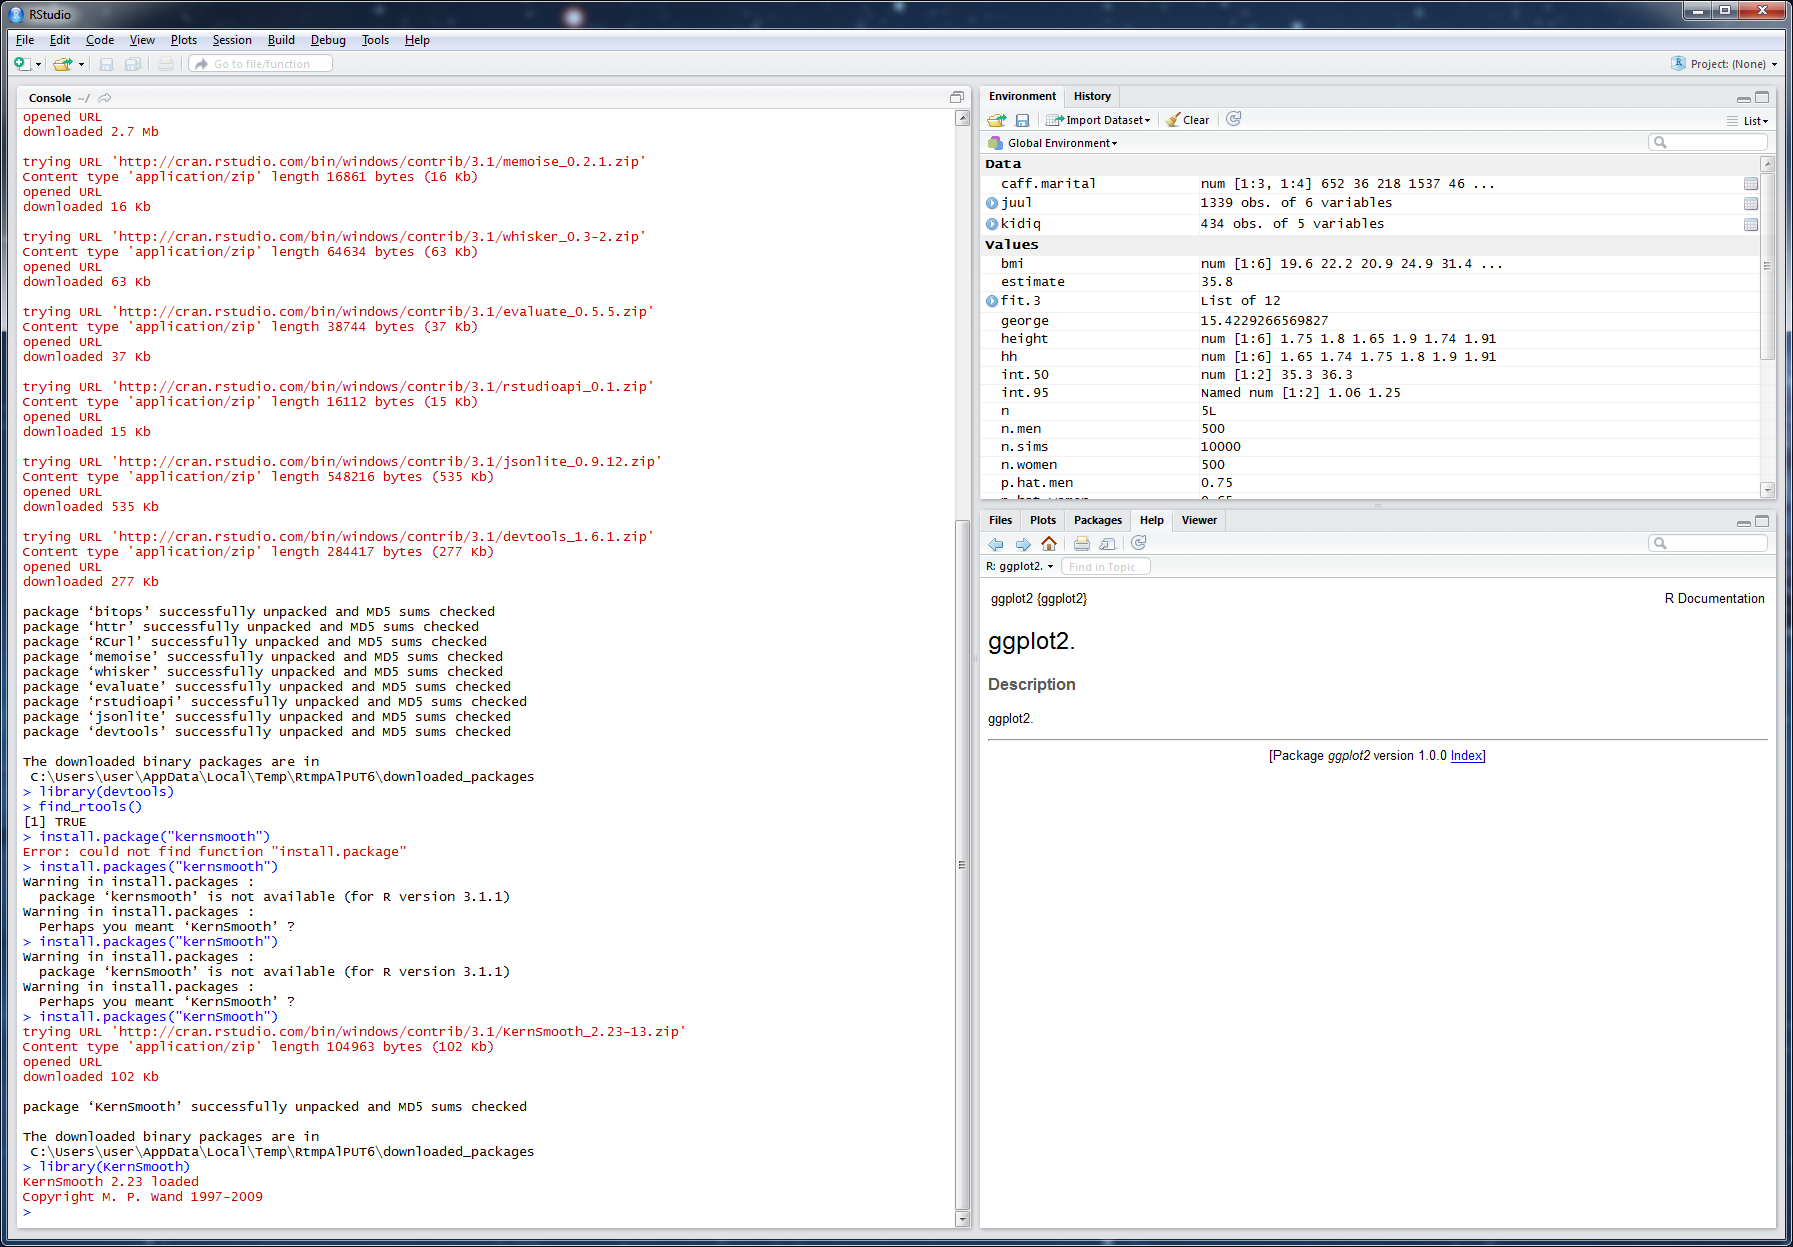 RStudio
File Edit Code View Plots Session Build Debug Tools Help
Go to file/function
Project: (None)
Console ~/
opened URL
downloaded 2.7 Mb
trying URL 'http://cran.rstudio.com/bin/windows/contrib/3.1/memoise_0.2.1.zip'
Content type 'application/zip' length 16861 bytes (16 Kb)
opened URL
downloaded 16 Kb
trying URL 'http://cran.rstudio.com/bin/windows/contrib/3.1/whisker_0.3-2.zip'
Content type 'application/zip' length 64634 bytes (63 Kb)
opened URL
downloaded 63 Kb
trying URL 'http://cran.rstudio.com/bin/windows/contrib/3.1/evaluate_0.5.5.zip'
Content type 'application/zip' length 38744 bytes (37 Kb)
opened URL
downloaded 37 Kb
trying URL 'http://cran.rstudio.com/bin/windows/contrib/3.1/rstudioapi_0.1.zip'
Content type 'application/zip' length 16112 bytes (15 Kb)
opened URL
downloaded 15 Kb
trying URL 'http://cran.rstudio.com/bin/windows/contrib/3.1/jsonlite_0.9.12.zip'
Content type 'application/zip' length 548216 bytes (535 Kb)
opened URL
downloaded 535 Kb
trying URL 'http://cran.rstudio.com/bin/windows/contrib/3.1/devtools_1.6.1.zip'
Content type 'application/zip' length 284417 bytes (277 Kb)
opened URL
downloaded 277 Kb
package ‘bitops’ successfully unpacked and MD5 sums checked
package ‘httr’ successfully unpacked and MD5 sums checked
package ‘RCurl’ successfully unpacked and MD5 sums checked
package ‘memoise’ successfully unpacked and MD5 sums checked
package ‘whisker’ successfully unpacked and MD5 sums checked
package ‘evaluate’ successfully unpacked and MD5 sums checked
package ‘rstudioapi’ successfully unpacked and MD5 sums checked
package ‘jsonlite’ successfully unpacked and MD5 sums checked
package ‘devtools’ successfully unpacked and MD5 sums checked
The downloaded binary packages are in
C:\Users\user\AppData\Local\Temp\RtmpAlPUT6\downloaded_packages
> library(devtools)
> find_rtools()
[1] TRUE
> install.package("kernsmooth")
Error: could not find function "install.package"
> install.packages("kernsmooth")
Warning in install.packages :
package ‘kernsmooth’ is not available (for R version 3.1.1)
Warning in install.packages :
Perhaps you meant ‘KernSmooth’ ?
> install.packages("kernSmooth")
Warning in install.packages :
package ‘kernSmooth’ is not available (for R version 3.1.1)
Warning in install.packages :
Perhaps you meant ‘KernSmooth’ ?
> install.packages("KernSmooth")
trying URL 'http://cran.rstudio.com/bin/windows/contrib/3.1/KernSmooth_2.23-13.zip'
Content type 'application/zip' length 104963 bytes (102 Kb)
opened URL
downloaded 102 Kb
package ‘KernSmooth’ successfully unpacked and MD5 sums checked
The downloaded binary packages are in
C:\Users\user\AppData\Local\Temp\RtmpAlPUT6\downloaded_packages
> library(KernSmooth)
KernSmooth 2.23 loaded
Copyright M. P. Wand 1997-2009
>
Environment History
Import Dataset Clear List
Global Environment
Data
caff.marital num [1:3, 1:4] 652 36 218 1537 46 ...
juul 1339 obs. of 6 variables
kidiq 434 obs. of 5 variables
Values
bmi num [1:6] 19.6 22.2 20.9 24.9 31.4 ...
estimate 35.8
fit.3 List of 12
george 15.4229266569827
height num [1:6] 1.75 1.8 1.65 1.9 1.74 1.91
hh num [1:6] 1.65 1.74 1.75 1.8 1.9 1.91
int.50 num [1:2] 35.3 36.3
int.95 Named num [1:2] 1.06 1.25
n 5L
n.men 500
n.sims 10000
n.women 500
p.hat.men 0.75
Files Plots Packages Help Viewer
R: ggplot2. Find in Topic
ggplot2 {ggplot2} R Documentation
ggplot2.
Description
ggplot2.
[Package ggplot2 version 1.0.0 Index]